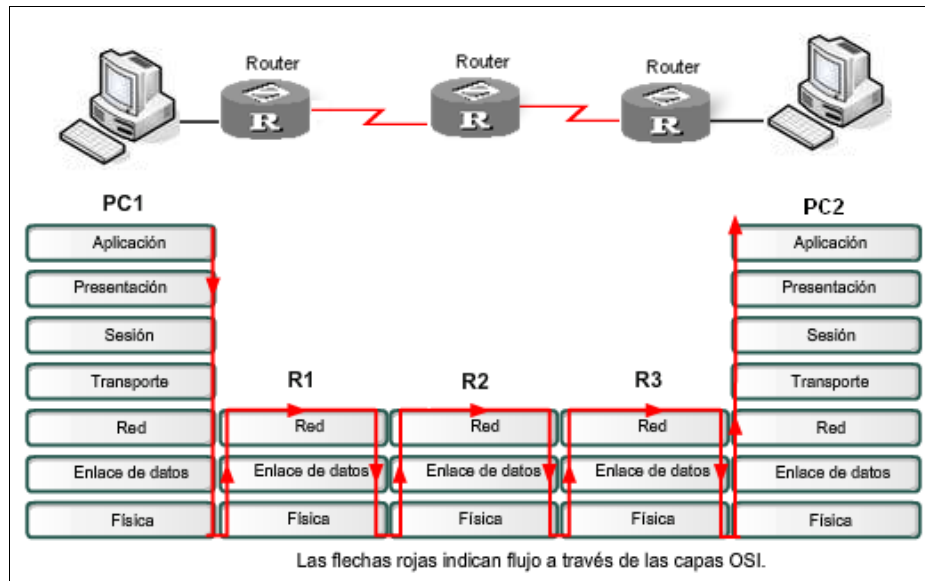 Router
Router
Router
R
R
R
PC1
PC2
Aplicación
Aplicación
Presentación
Presentación
Sesión
Sesión
Transporte
R1
R2
R3
Transporte
Red
Red
Red
Red
Red
Enlace de datos
Enlace de datos
Enlace de datos
Enlace de datos
Enlace de datos
Física
Física
Física
Física
Física
Las flechas rojas indican flujo a través de las capas OSI.